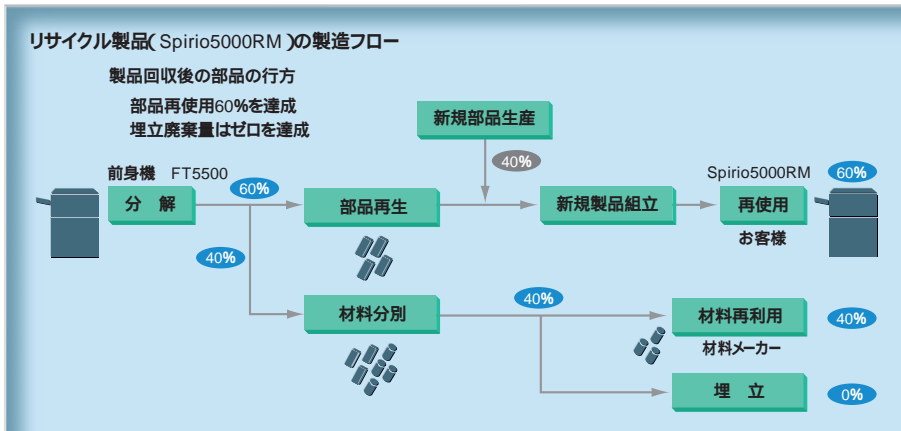 リサイクル製品(Spirio5000RM)の製造フロー
製品回収後の部品の行方
部品再使用60%を達成
埋立廃棄量はゼロを達成
新規部品生産
40%
前身機 FT5500
分 解
60%
部品再生
新規製品組立
Spirio5000RM
60%
再使用
お客様
40%
材料分別
40%
材料再利用
40%
材料メーカー
埋 立
0%